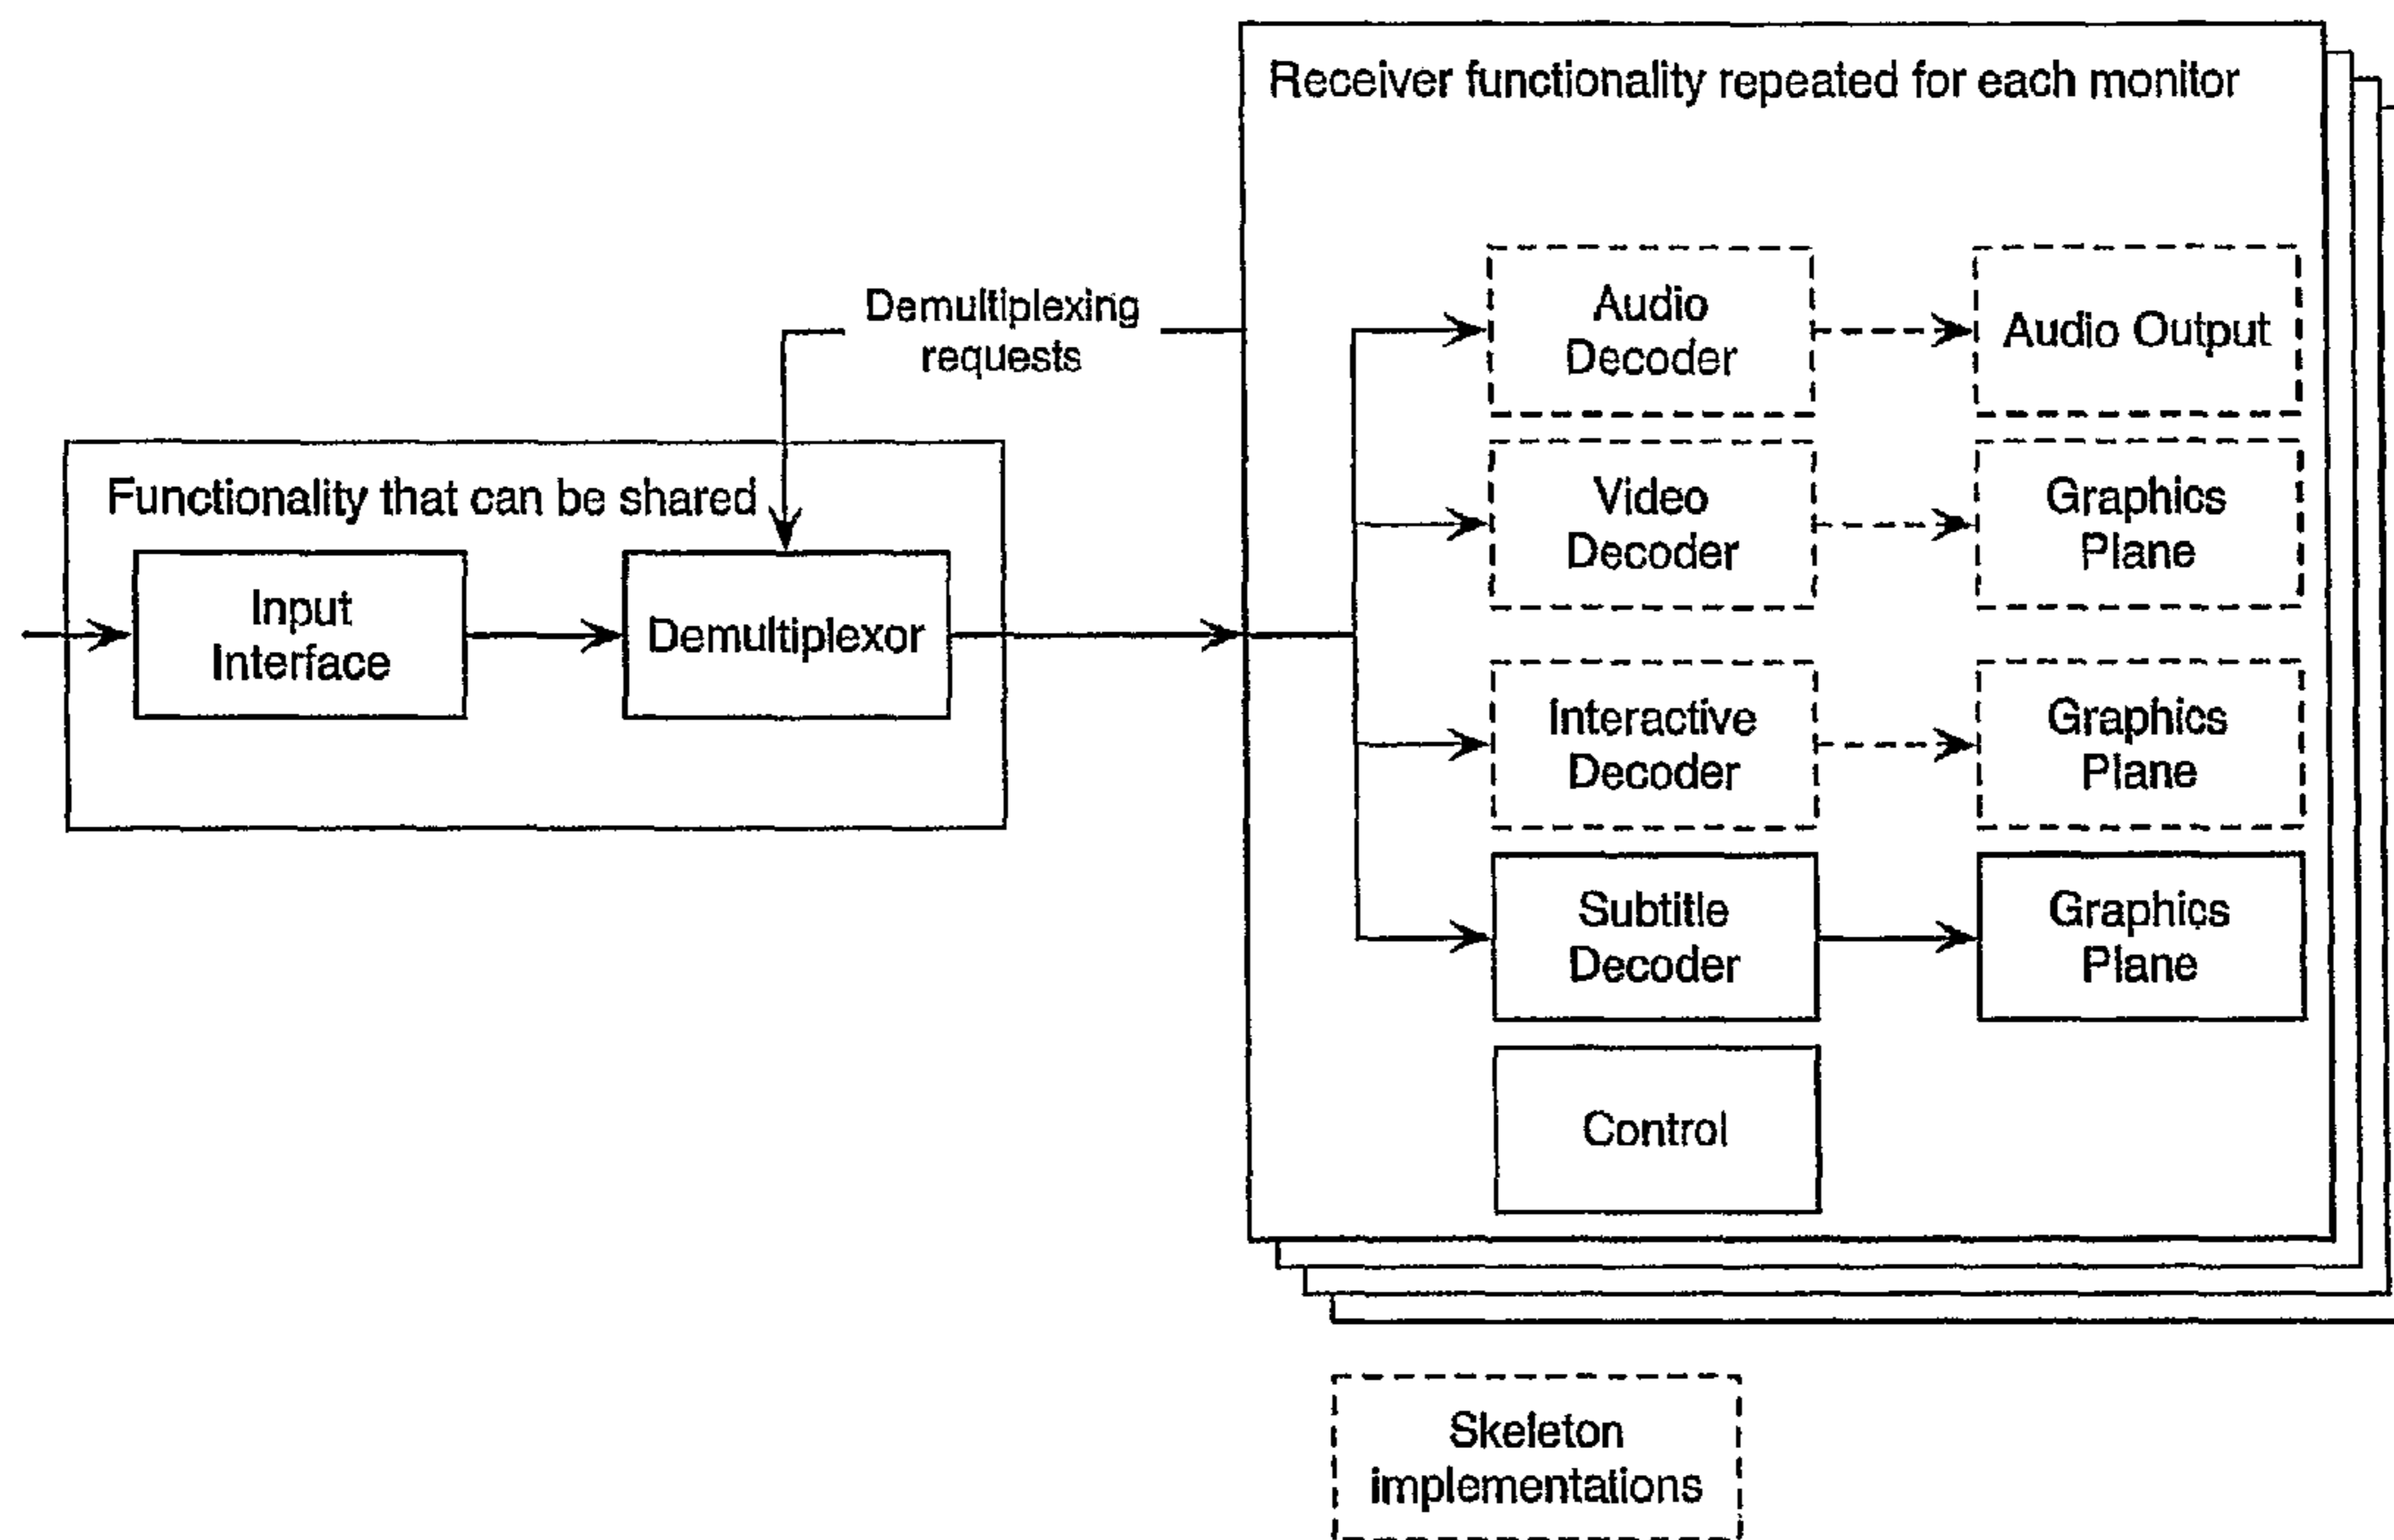 Receiver functionality repeated for each monitor
Demultiplexing
requests
Functionality that can be shared
Input
Interface
Demultiplexor
Audio
Decoder
Audio Output
Video
Decoder
Graphics
Plane
Interactive
Decoder
Graphics
Plane
Subtitle
Decoder
Graphics
Plane
Control
Skeleton
implementations